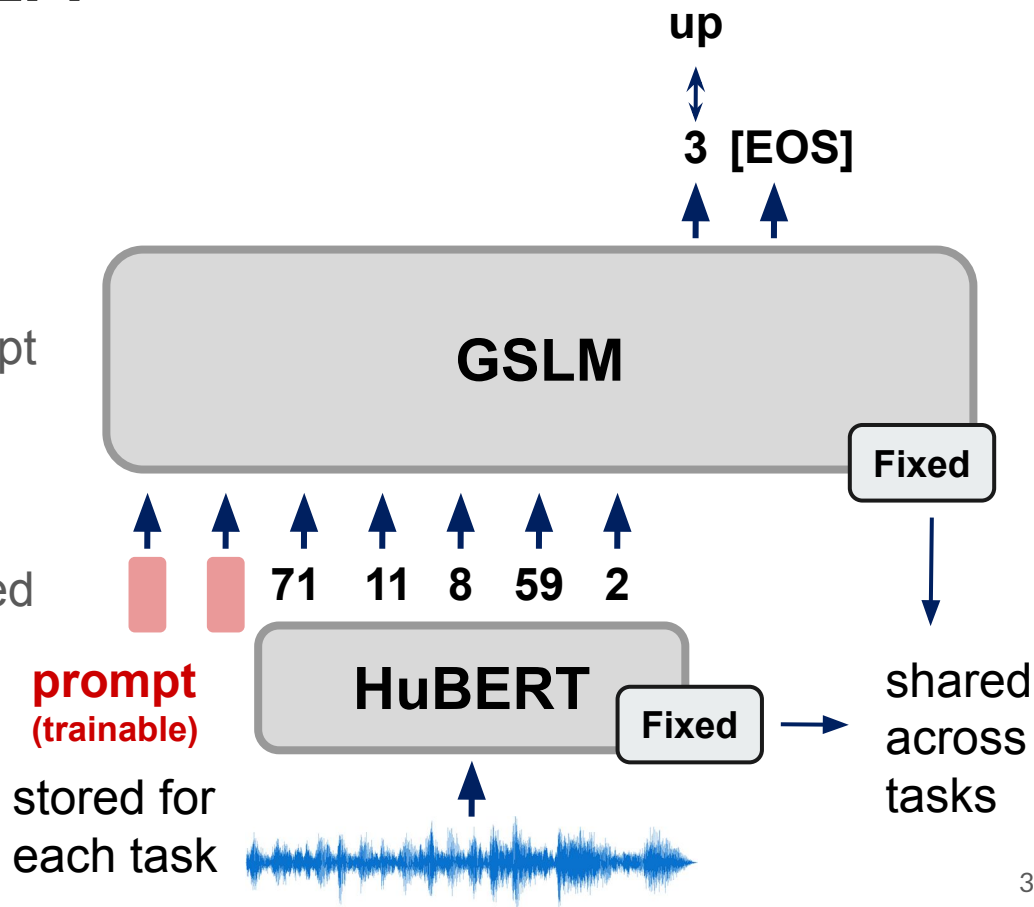 up
3 [EOS]
pt
GSLM
Fixed
ed
71 11 8 59 2
prompt
(trainable)
HuBERT
Fixed
shared
across
tasks
stored for
each task
3